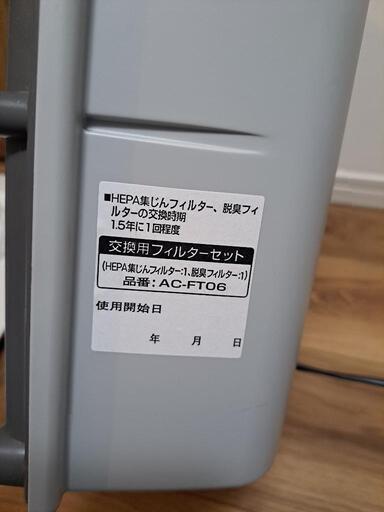 ■HEPA集じんフィルター、脱臭フィ
ルターの交換時期
1.5年に1回程度
交換用フィルターセット
(HEPA集じんフィルター:1、脱臭フィルター:1)
品番: AC-FT06
使用開始日
年 月 日